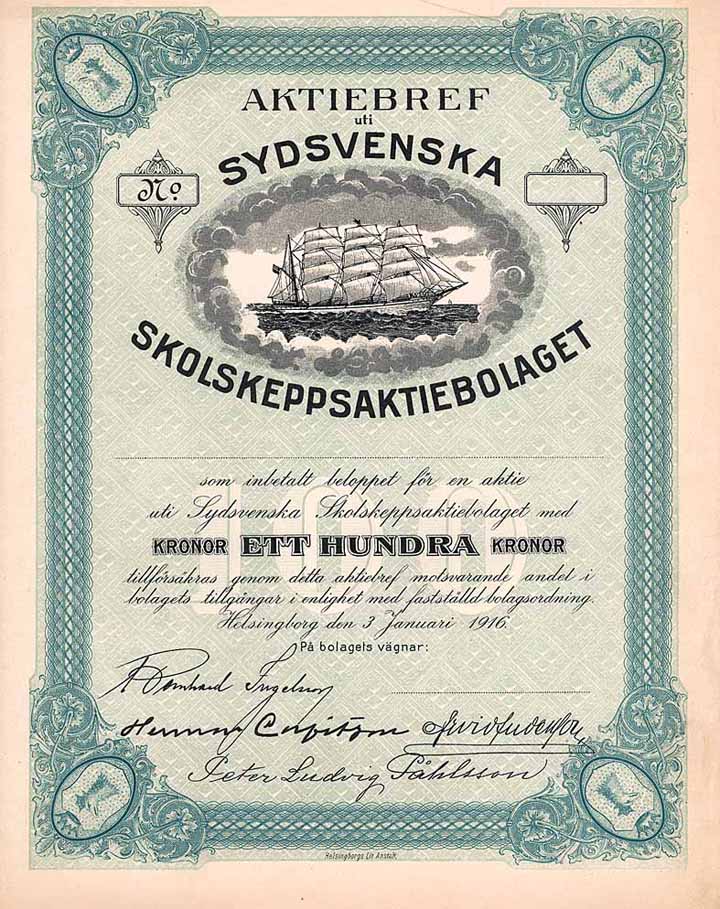 AKTIEBREF
uti
SYDSVENSKA
No.
SKOLSKEPPSAKTIEBOLAGET
100
som inbetalt beloppet för en aktie
uti Sydsvenska Skolskeppsaktiebolaget med
KRONOR ETT HUNDRA KRONOR
tillförsäkras genom detta aktiebref motsvarande andel i
bolagets tillgångar i enlighet med fastställd bolagsordning.
Helsingborg den 3 Januari 1916.
På bolagets vägnar:
Peter Ludvig Påhlsson
Helsingborgs Lit. Anstalt.